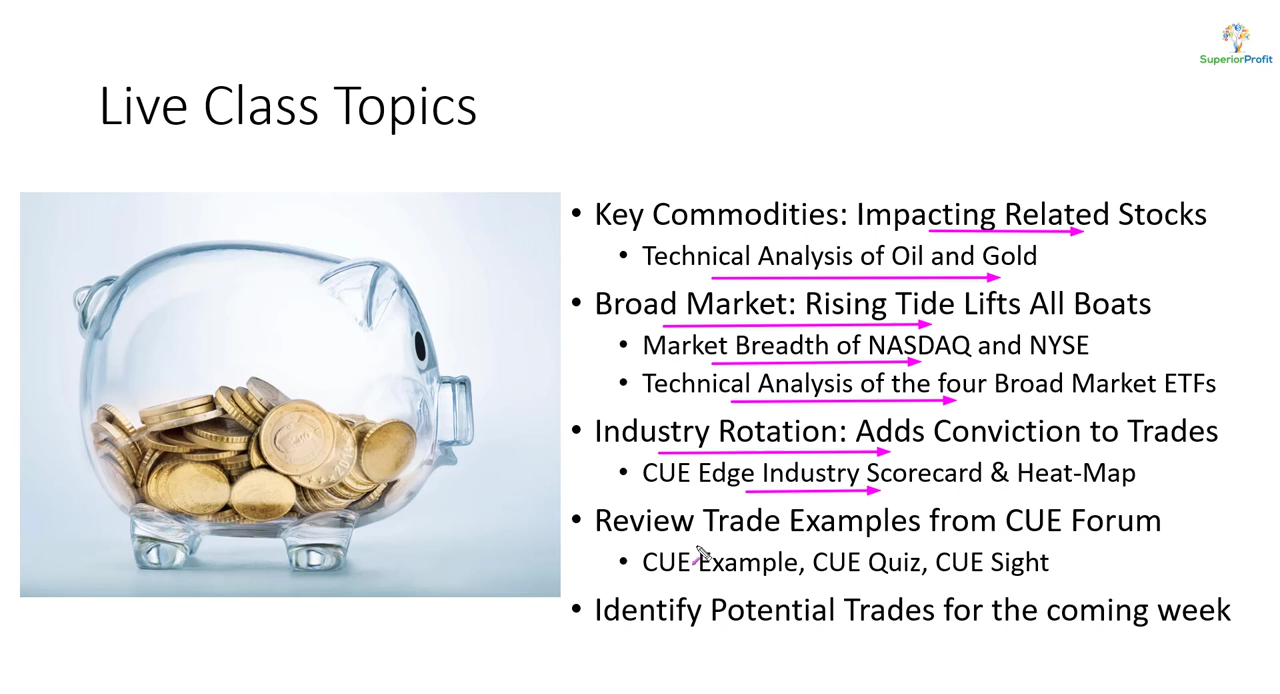 SuperiorProfit
Live Class Topics
• Key Commodities: Impacting Related Stocks
• Technical Analysis of Oil and Gold
• Broad Market: Rising Tide Lifts All Boats
• Market Breadth of NASDAQ and NYSE
• Technical Analysis of the four Broad Market ETFs
• Industry Rotation: Adds Conviction to Trades
• CUE Edge Industry Scorecard & Heat-Map
• Review Trade Examples from CUE Forum
• CUE Example, CUE Quiz, CUE Sight
• Identify Potential Trades for the coming week